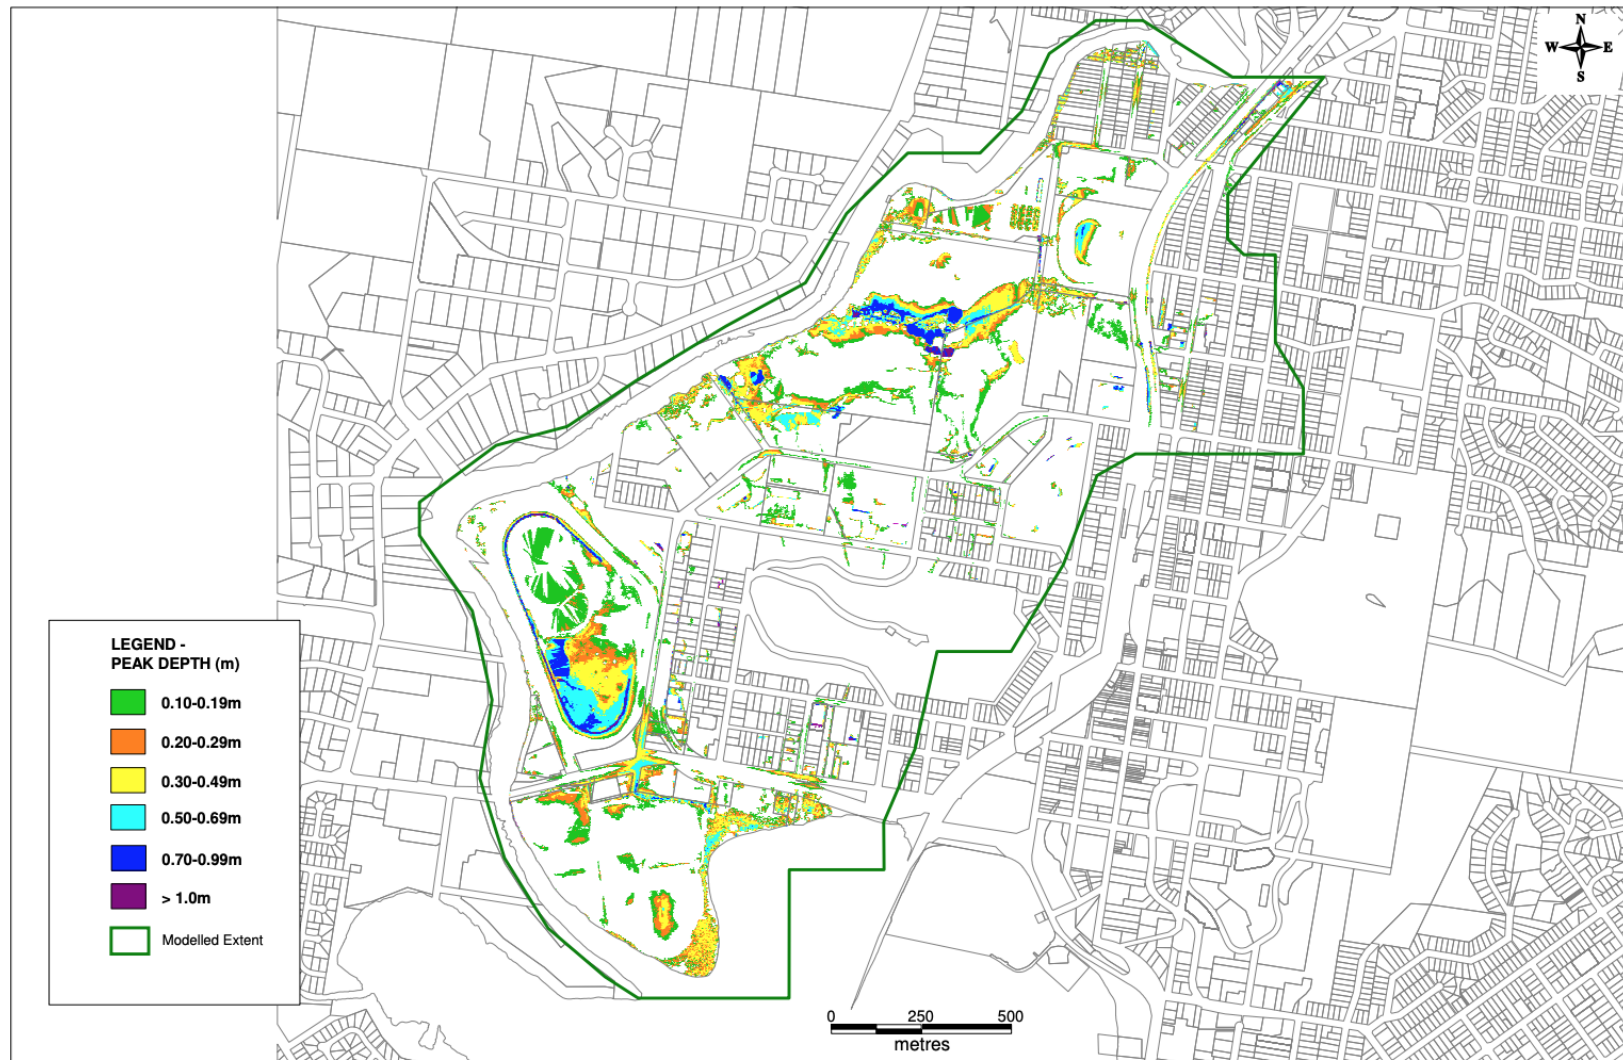 N
W E
S
LEGEND -
PEAK DEPTH (m)
0.10-0.19m
0.20-0.29m
0.30-0.49m
0.50-0.69m
0.70-0.99m
> 1.0m
Modelled Extent
0 250 500
metres